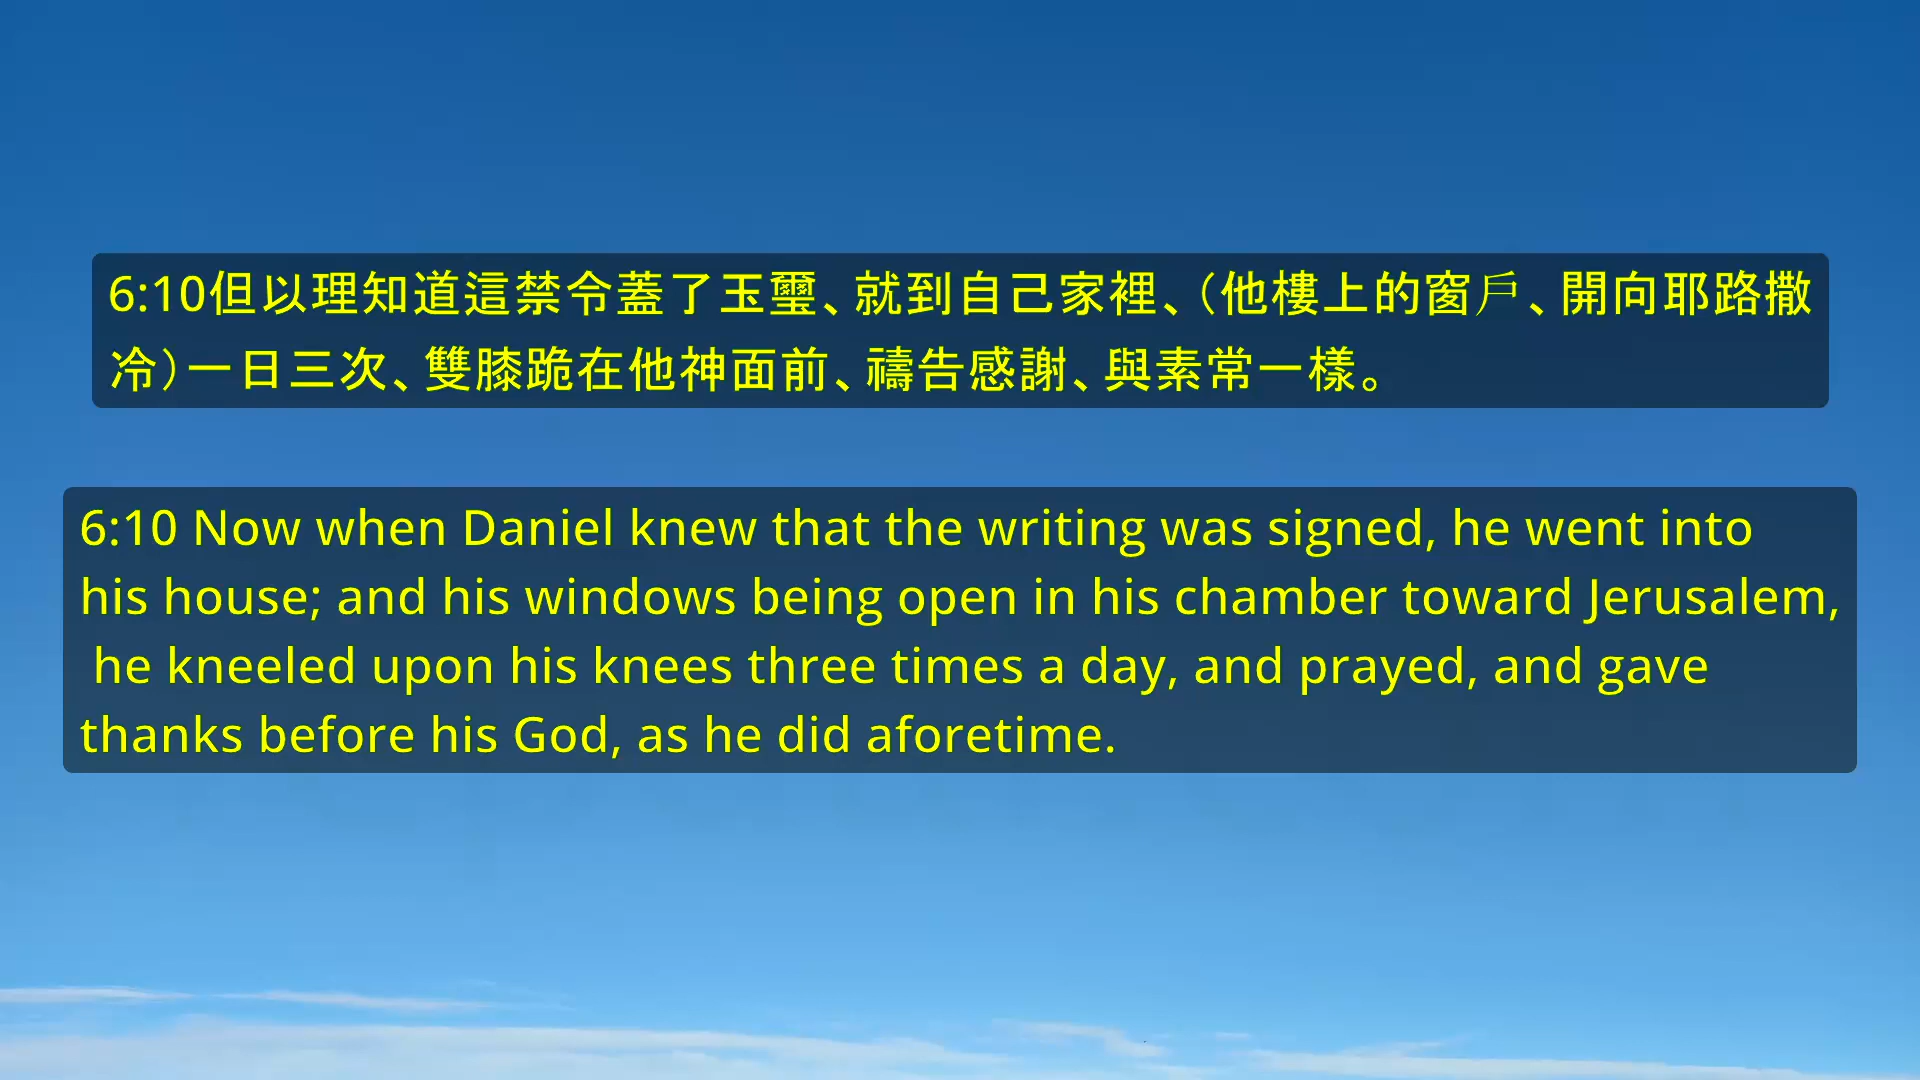 6:10但以理知道這禁令蓋了玉璽、就到自己家裡、(他樓上的窗戶、開向耶路撒
冷)一日三次、雙膝跪在他神面前、禱告感謝、與素常一樣。
6:10 Now when Daniel knew that the writing was signed, he went into
his house; and his windows being open in his chamber toward Jerusalem,
he kneeled upon his knees three times a day, and prayed, and gave
thanks before his God, as he did aforetime.